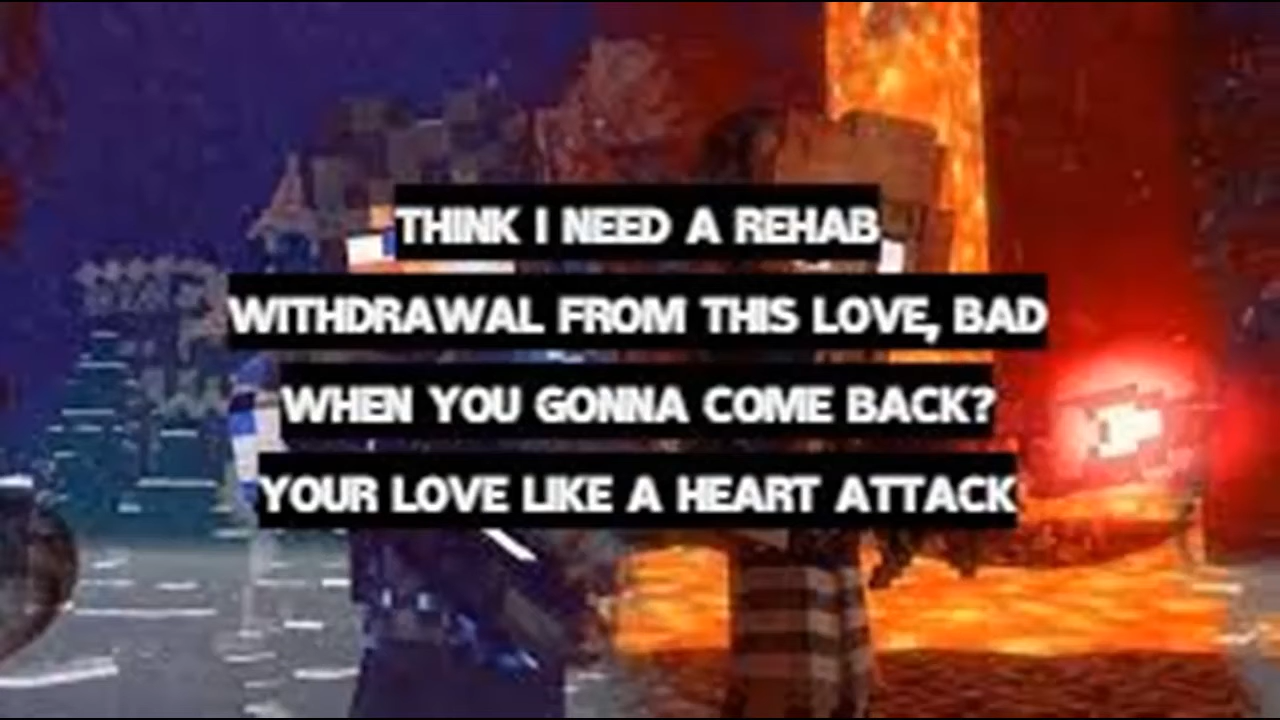 THINK I NEED A REHAB
WITHDRAWAL FROM THIS LOVE, BAD
WHEN YOU GONNA COME BACK?
YOUR LOVE LIKE A HEART ATTACK